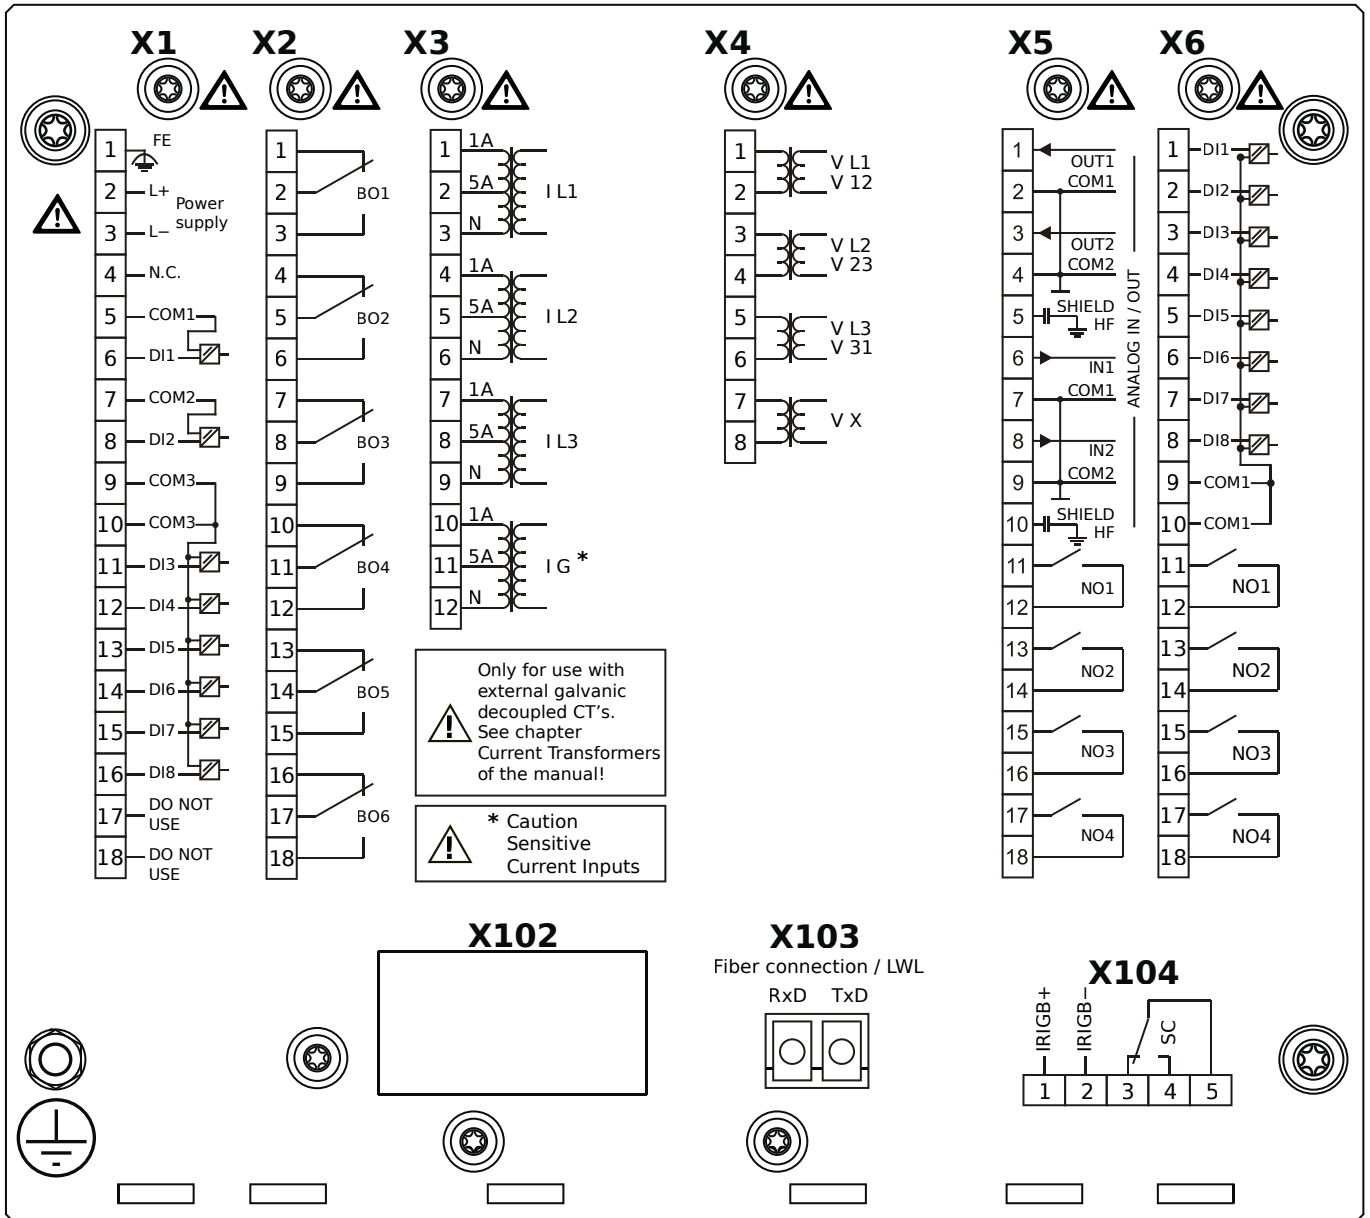 X1
X2
X3
X4
X5
X6
1 FE
2 L+ Power
supply
3 L−
4 N.C.
5 COM1
6 DI1
7 COM2
8 DI2
9 COM3
10 COM3
11 DI3
12 DI4
13 DI5
14 DI6
15 DI7
16 DI8
17 DO NOT
USE
18 DO NOT
USE
1
2 BO1
3
4
5 BO2
6
7
8 BO3
9
10
11 BO4
12
13
14 BO5
15
16
17 BO6
18
1 1A
2 5A I L1
3 N
4 1A
5 5A I L2
6 N
7 1A
8 5A I L3
9 N
10 1A
11 5A I G *
12 N
Only for use with
external galvanic
decoupled CT's.
See chapter
Current Transformers
of the manual!
* Caution
Sensitive
Current Inputs
1 V L1
2 V 12
3 V L2
4 V 23
5 V L3
6 V 31
7 V X
8
1 OUT1
2 COM1
3 OUT2
4 COM2
5 SHIELD
HF
6 IN1
7 COM1
8 IN2
9 COM2
10 SHIELD
HF
ANALOG IN / OUT
11 NO1
12
13 NO2
14
15 NO3
16
17 NO4
18
1 DI1
2 DI2
3 DI3
4 DI4
5 DI5
6 DI6
7 DI7
8 DI8
9 COM1
10 COM1
11 NO1
12
13 NO2
14
15 NO3
16
17 NO4
18
X102
X103
Fiber connection / LWL
RxD TxD
X104
IRIGB+
IRIGB−
SC
1 2 3 4 5